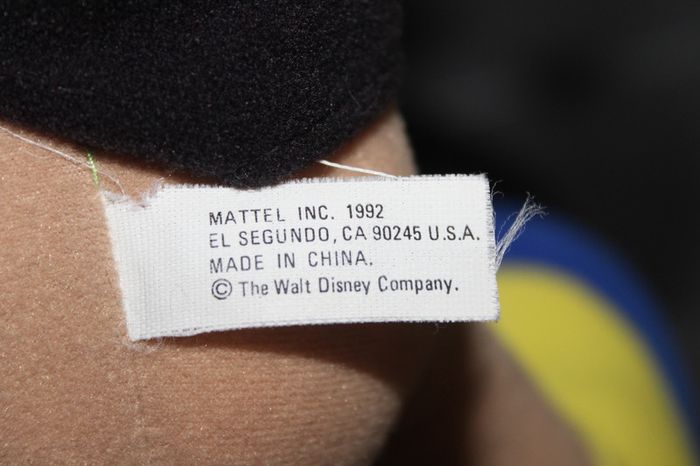 MATTEL INC. 1992
EL SEGUNDO, CA 90245 U.S.A.
MADE IN CHINA.
© The Walt Disney Company.